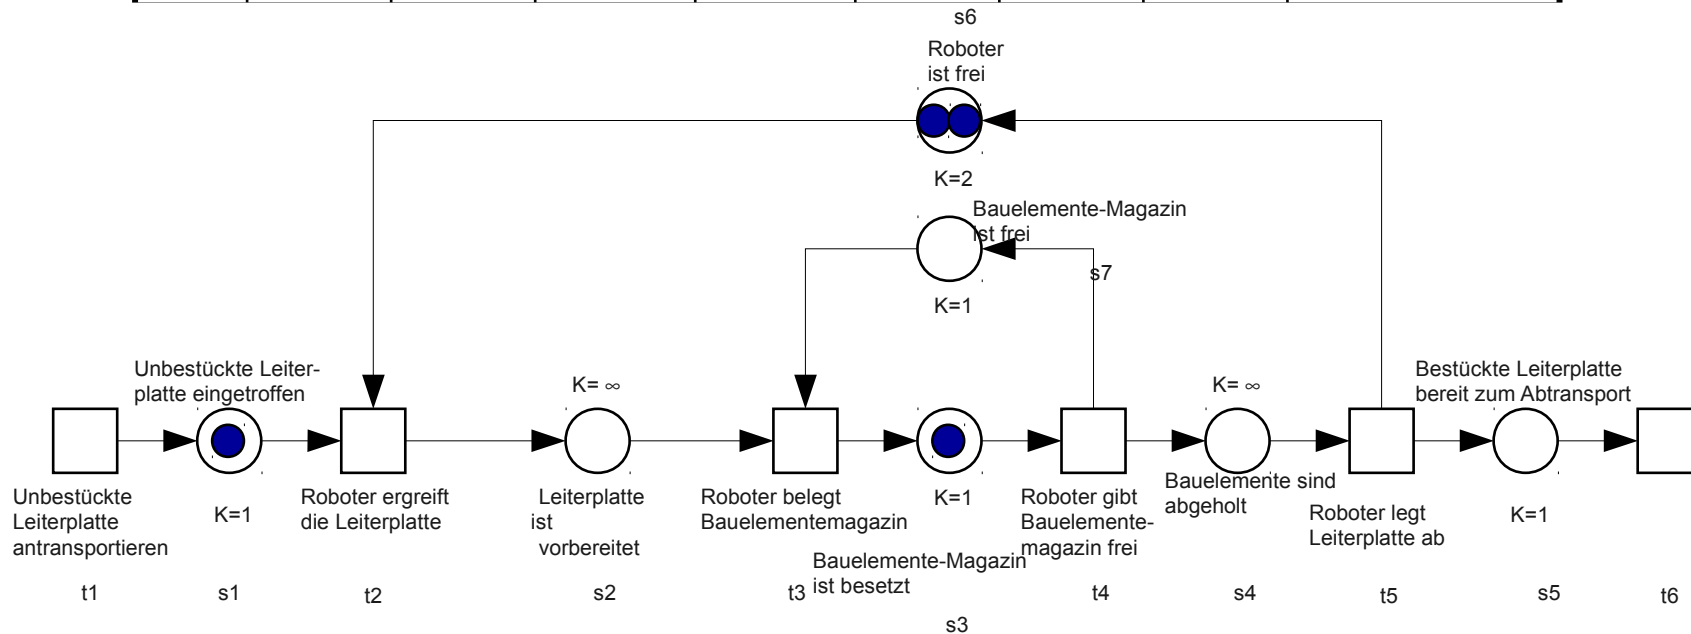 s6
Roboter
ist frei
K=2
Bauelemente-Magazin
ist frei
s7
K=1
Unbestückte Leiter-
platte eingetroffen
K= ∞
K= ∞
Bestückte Leiterplatte
bereit zum Abtransport
Unbestückte
Leiterplatte
antransportieren
K=1
Roboter ergreift
die Leiterplatte
Leiterplatte
ist
vorbereitet
Roboter belegt
Bauelementemagazin
K=1
Bauelemente-Magazin
ist besetzt
Roboter gibt
Bauelemente-
magazin frei
Bauelemente sind
abgeholt
Roboter legt
Leiterplatte ab
K=1
t1
s1
t2
s2
t3
s3
t4
s4
t5
s5
t6